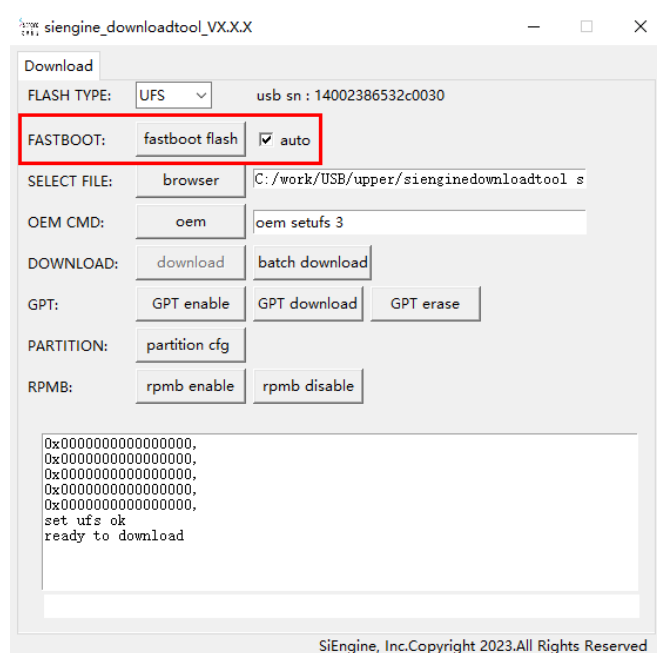 siengine_downloadtool_VX.X.X
Download
FLASH TYPE: UFS usb sn : 14002386532c0030
FASTBOOT: fastboot flash auto
SELECT FILE: browser C:/work/USB/upper/sienginedownloadtool s
OEM CMD: oem oem setufs 3
DOWNLOAD: download batch download
GPT: GPT enable GPT download GPT erase
PARTITION: partition cfg
RPMB: rpmb enable rpmb disable
0x0000000000000000,
0x0000000000000000,
0x0000000000000000,
0x0000000000000000,
0x0000000000000000,
set ufs ok
ready to download
SiEngine, Inc.Copyright 2023.All Rights Reserved